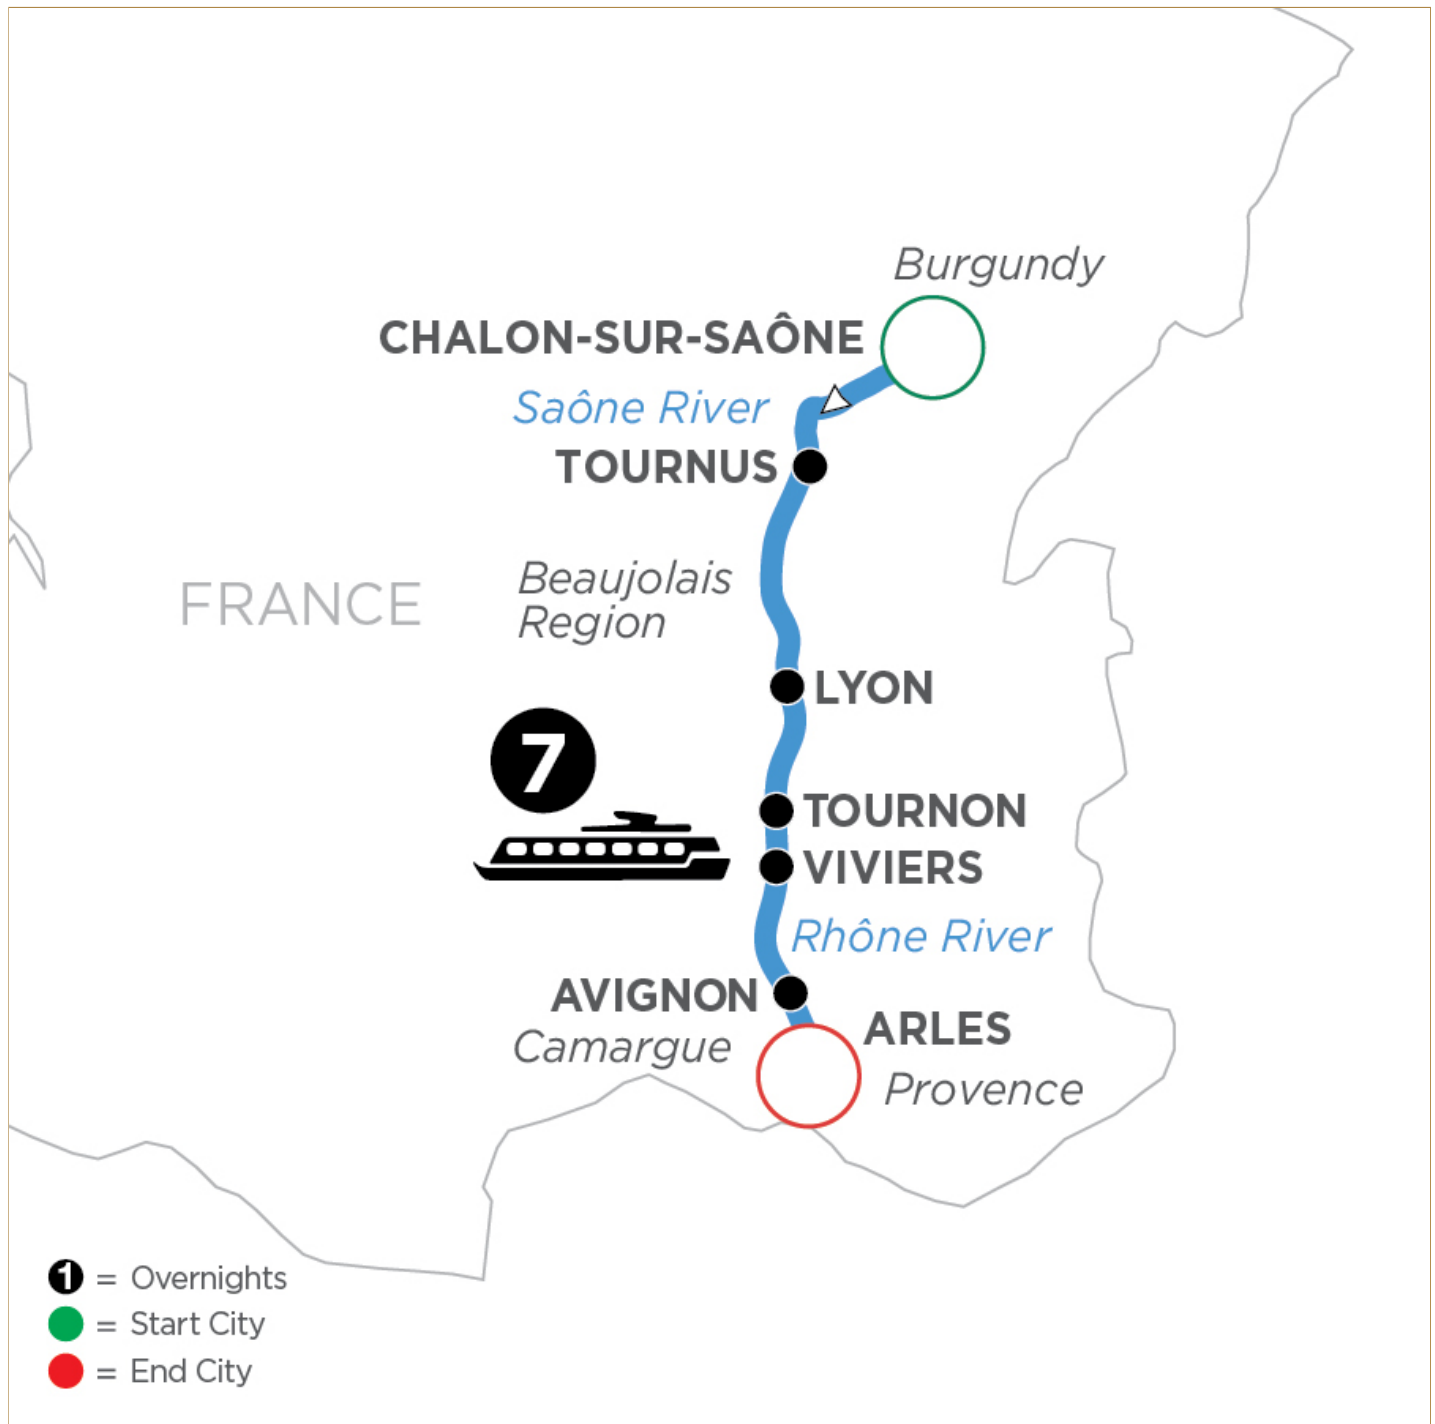 Burgundy
CHALON-SUR-SAÔNE
Saône River
TOURNUS
Beaujolais
Region
FRANCE
LYON
7
TOURNON
VIVIERS
Rhône River
AVIGNON
ARLES
Camargue
Provence
1 = Overnights
= Start City
= End City